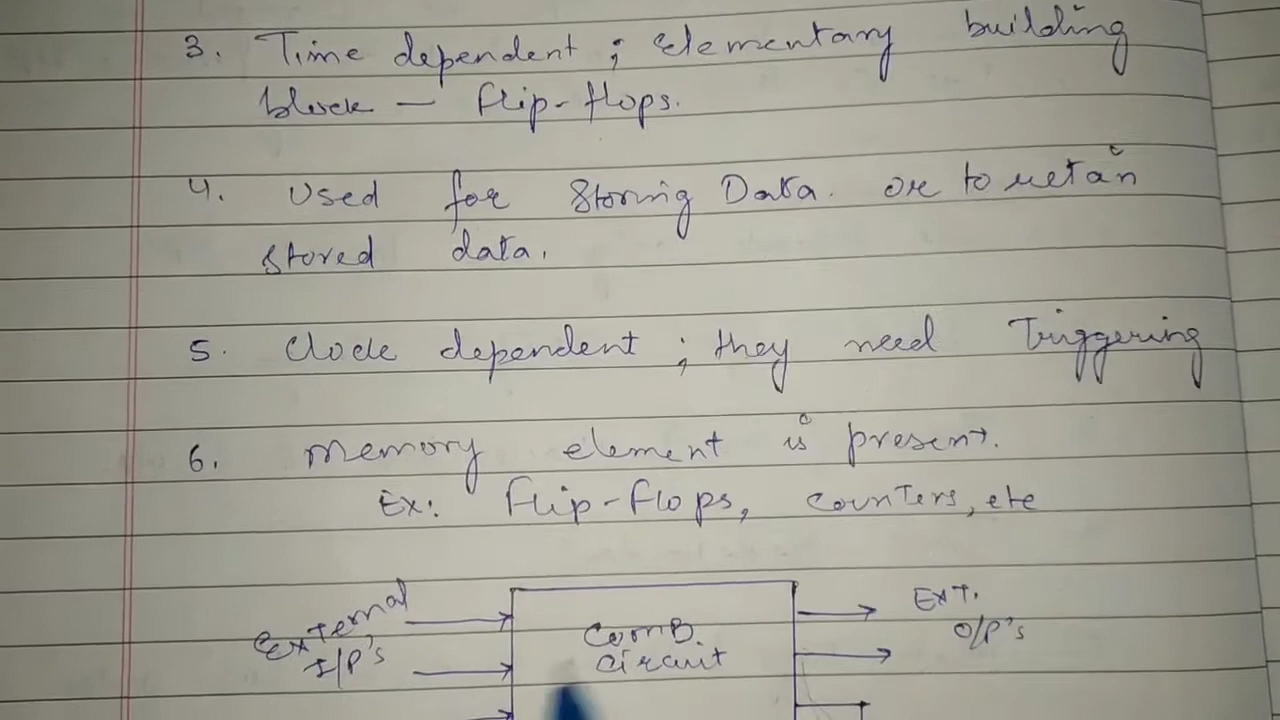 3. Time dependent ; Elementary building
block — flip-flops.
4. Used for Storing Data. or to retain
stored data.
5. Clock dependent ; they need Triggering
6. Memory element is present.
Ex: flip-flops, counters, etc
External
I/P's
Comb.
circuit
Ext.
O/P's